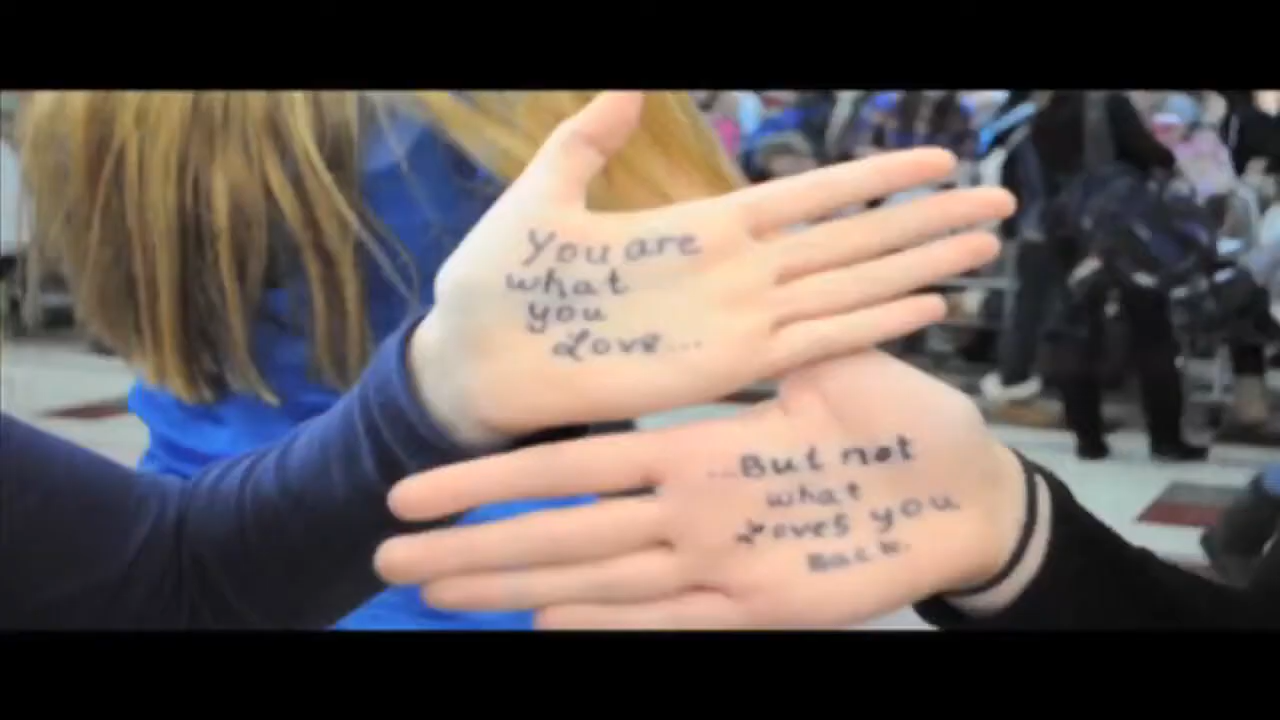 You are
what
you
Love...
...But not
what
Loves you
Back.